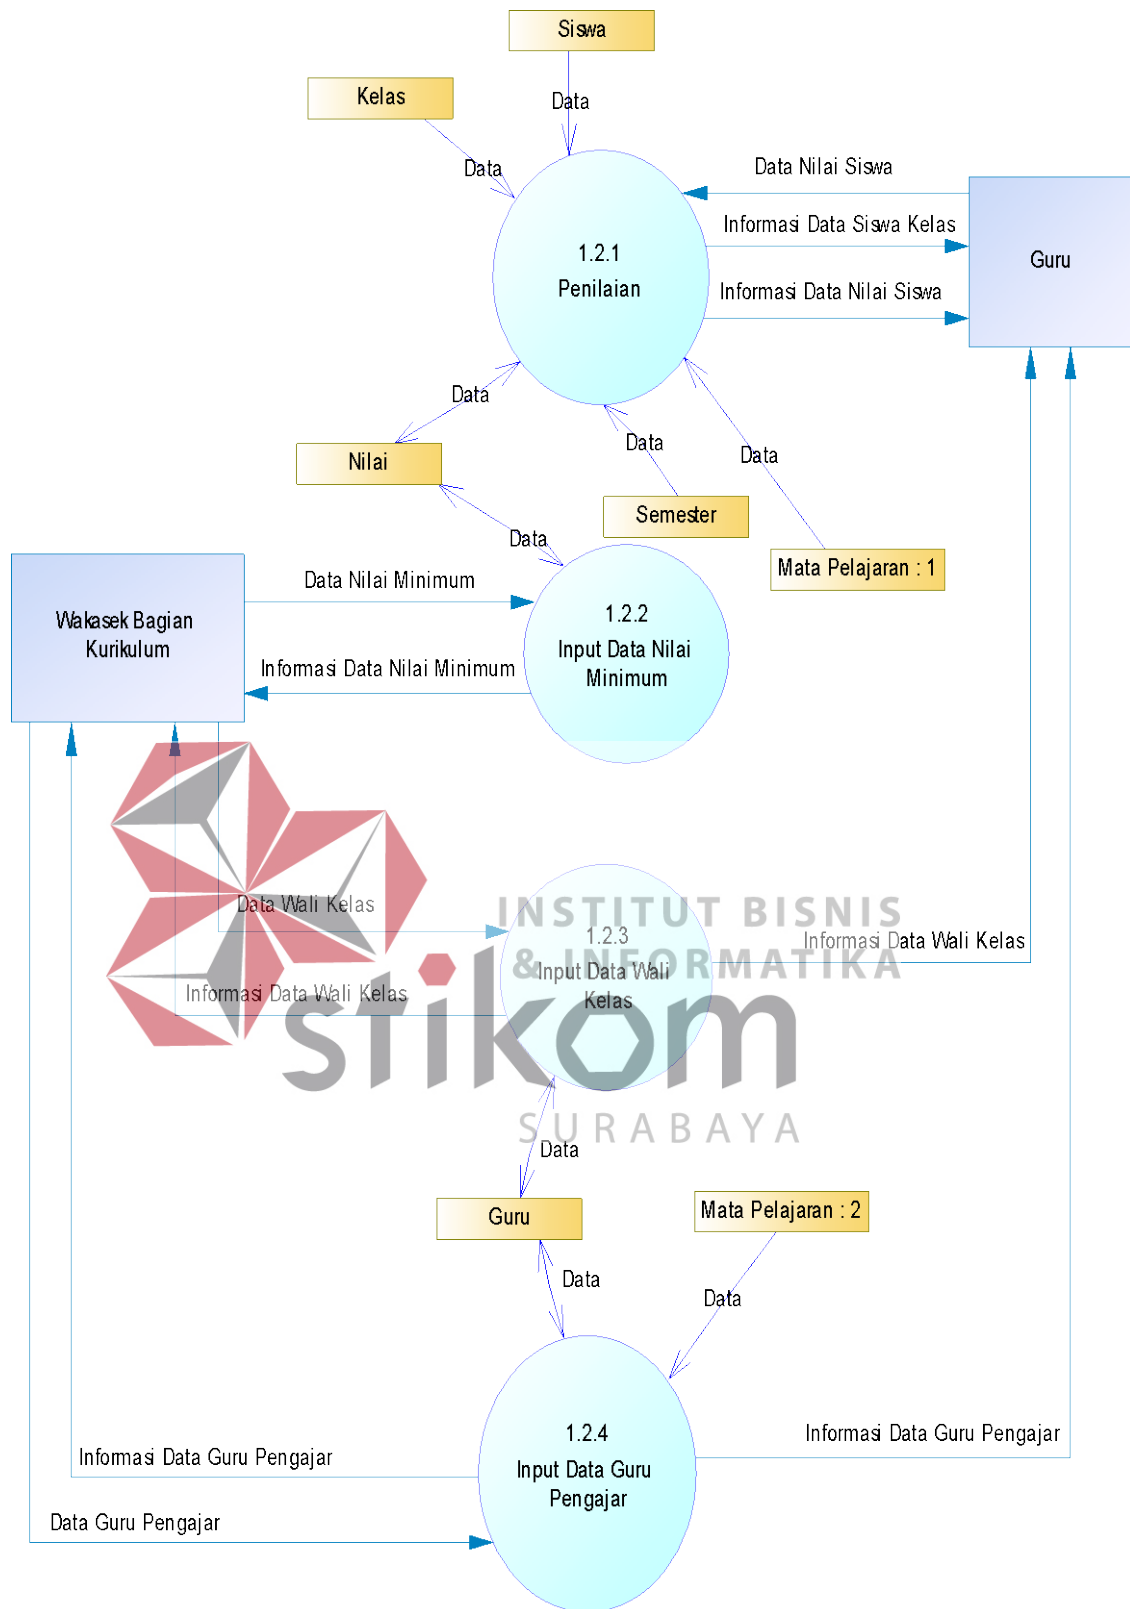 Siswa
Kelas
Data
Data
Data Nilai Siswa
Informasi Data Siswa Kelas
1.2.1
Penilaian
Guru
Informasi Data Nilai Siswa
Data
Data
Data
Nilai
Semester
Data
Mata Pelajaran : 1
Data Nilai Minimum
Wakasek Bagian
Kurikulum
1.2.2
Input Data Nilai
Minimum
Informasi Data Nilai Minimum
Data Wali Kelas
INSTITUT BISNIS
& INFORMATIKA
1.2.3
Input Data Wali
Kelas
Informasi Data Wali Kelas
Informasi Data Wali Kelas
stikom
SURABAYA
Data
Guru
Mata Pelajaran : 2
Data
Data
1.2.4
Input Data Guru
Pengajar
Informasi Data Guru Pengajar
Informasi Data Guru Pengajar
Data Guru Pengajar